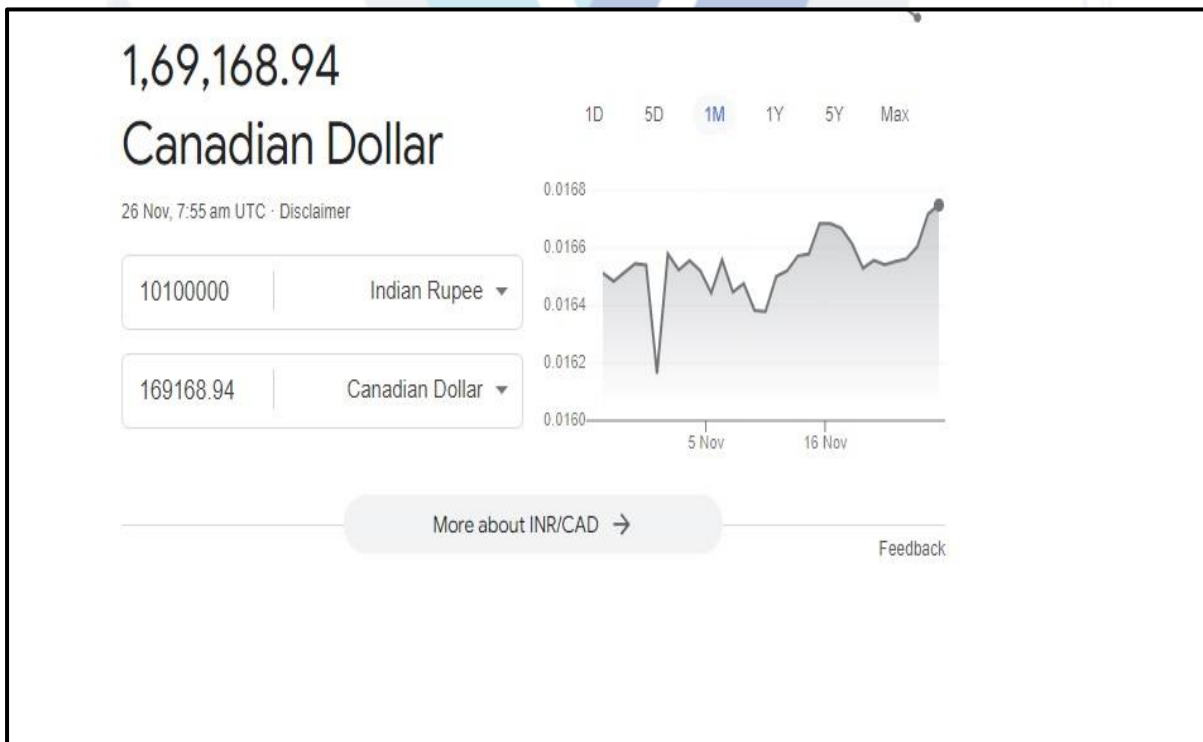 1,69,168.94
Canadian Dollar
26 Nov, 7:55 am UTC · Disclaimer
10100000 Indian Rupee
169168.94 Canadian Dollar
1D 5D 1M 1Y 5Y Max
0.0168
0.0166
0.0164
0.0162
0.0160
5 Nov 16 Nov
More about INR/CAD →
Feedback